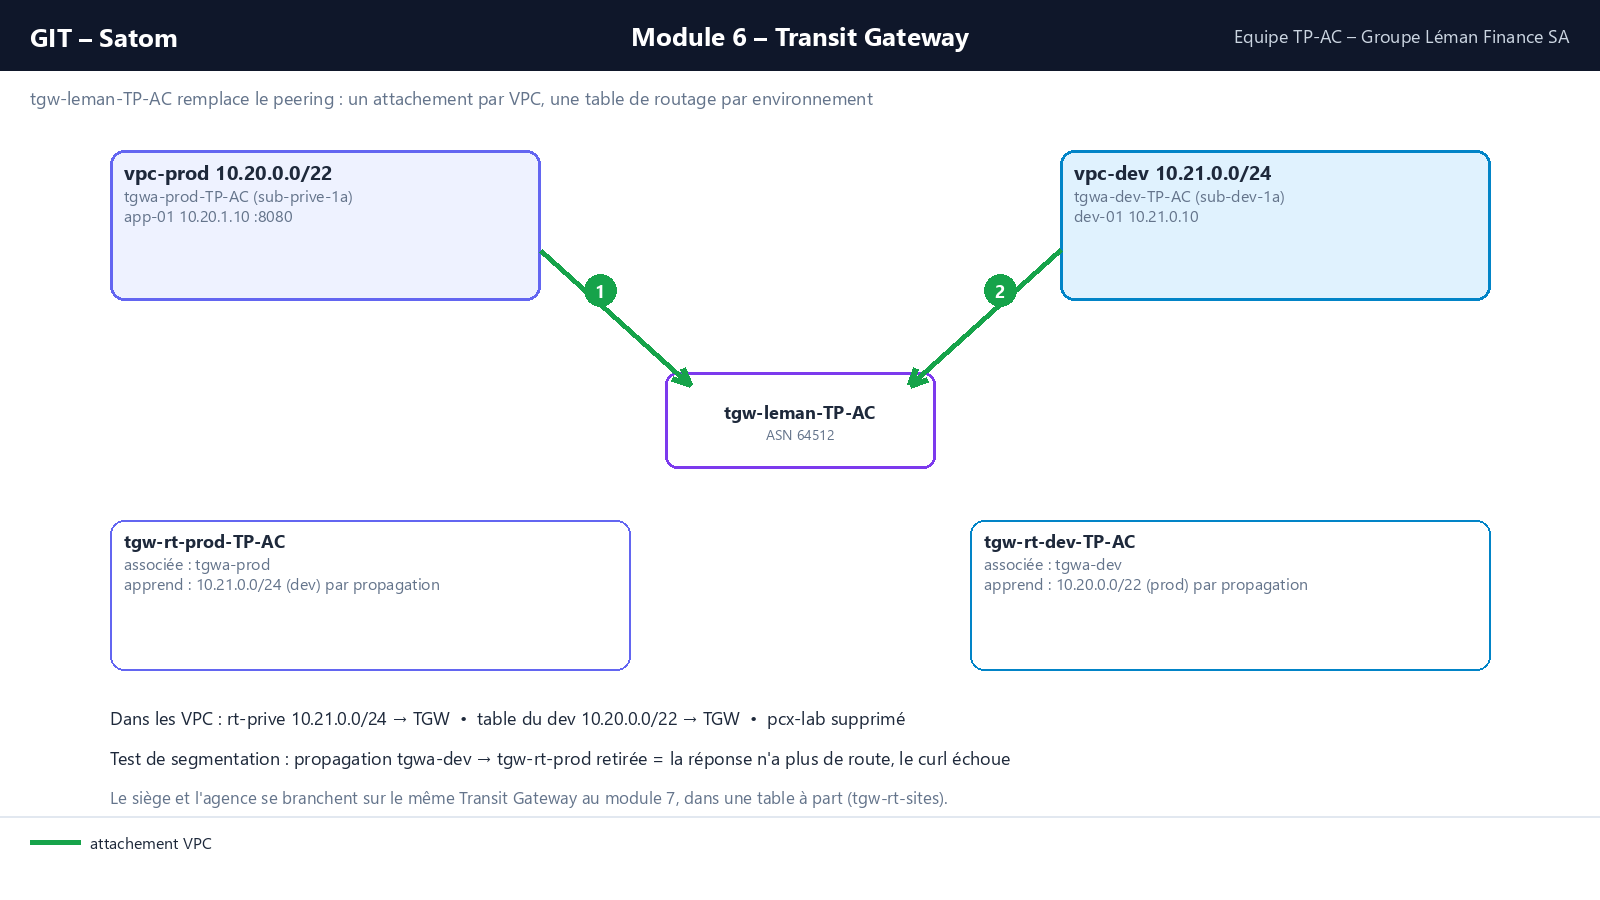 GIT – Satom
Module 6 – Transit Gateway
Equipe TP-AC – Groupe Léman Finance SA
tgw-leman-TP-AC remplace le peering : un attachement par VPC, une table de routage par environnement
vpc-prod 10.20.0.0/22
tgwa-prod-TP-AC (sub-prive-1a)
app-01 10.20.1.10 :8080
vpc-dev 10.21.0.0/24
tgwa-dev-TP-AC (sub-dev-1a)
dev-01 10.21.0.10
1
2
tgw-leman-TP-AC
ASN 64512
tgw-rt-prod-TP-AC
associée : tgwa-prod
apprend : 10.21.0.0/24 (dev) par propagation
tgw-rt-dev-TP-AC
associée : tgwa-dev
apprend : 10.20.0.0/22 (prod) par propagation
Dans les VPC : rt-prive 10.21.0.0/24 → TGW • table du dev 10.20.0.0/22 → TGW • pcx-lab supprimé
Test de segmentation : propagation tgwa-dev → tgw-rt-prod retirée = la réponse n'a plus de route, le curl échoue
Le siège et l'agence se branchent sur le même Transit Gateway au module 7, dans une table à part (tgw-rt-sites).
attachement VPC